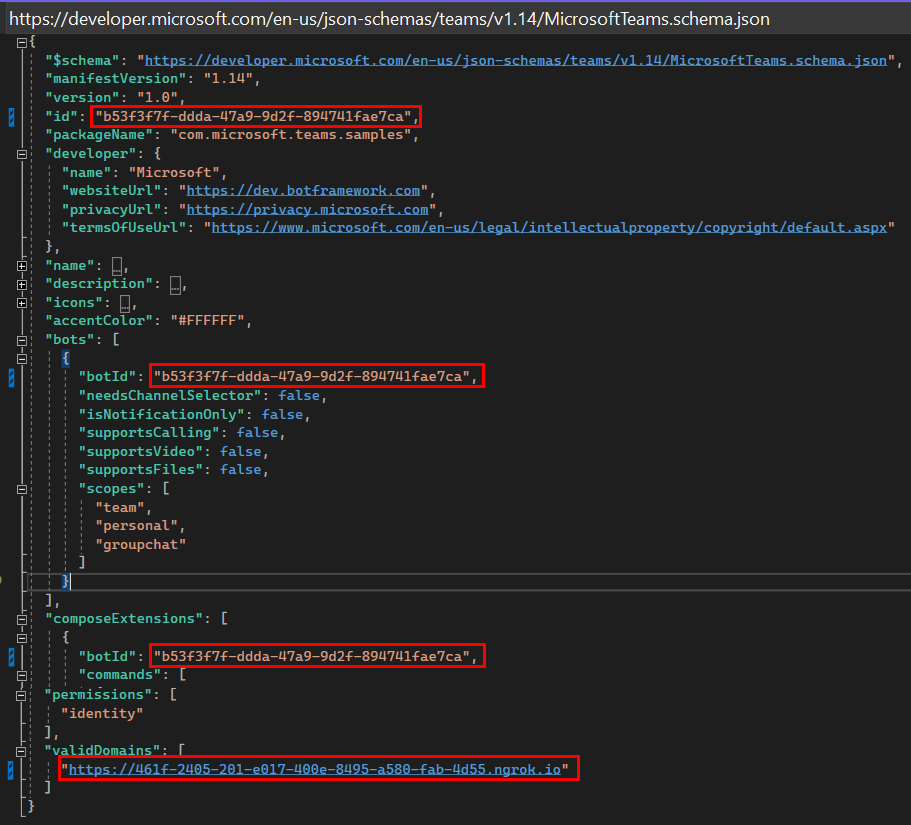 https://developer.microsoft.com/en-us/json-schemas/teams/v1.14/MicrosoftTeams.schema.json
{
"$schema": "https://developer.microsoft.com/en-us/json-schemas/teams/v1.14/MicrosoftTeams.schema.json",
"manifestVersion": "1.14",
"version": "1.0",
"id": "b53f3f7f-ddda-47a9-9d2f-894741fae7ca",
"packageName": "com.microsoft.teams.samples",
"developer": {
"name": "Microsoft",
"websiteUrl": "https://dev.botframework.com",
"privacyUrl": "https://privacy.microsoft.com",
"termsOfUseUrl": "https://www.microsoft.com/en-us/legal/intellectualproperty/copyright/default.aspx"
},
"name": ...,
"description": ...,
"icons": ...,
"accentColor": "#FFFFFF",
"bots": [
{
"botId": "b53f3f7f-ddda-47a9-9d2f-894741fae7ca",
"needsChannelSelector": false,
"isNotificationOnly": false,
"supportsCalling": false,
"supportsVideo": false,
"supportsFiles": false,
"scopes": [
"team",
"personal",
"groupchat"
]
}
],
"composeExtensions": [
{
"botId": "b53f3f7f-ddda-47a9-9d2f-894741fae7ca",
"commands": [
"permissions": [
"identity"
],
"validDomains": [
"https://461f-2405-201-e017-400e-8495-a580-fab-4d55.ngrok.io"
]
}